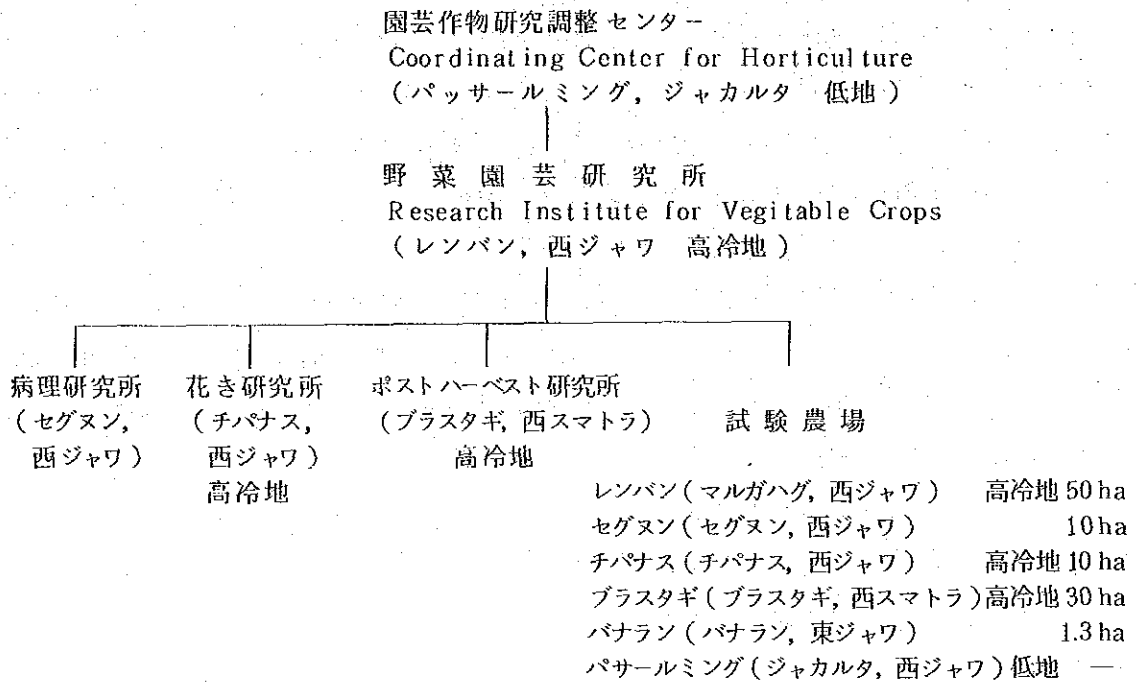 園芸作物研究調整センター
Coordinating Center for Horticulture
(パッサールミング, ジャカルタ 低地)
野菜園芸研究所
Research Institute for Vegitable Crops
(レンバン, 西ジャワ 高冷地)
病理研究所
(セグヌン,
西ジャワ)
花き研究所
(チパナス,
西ジャワ)
高冷地
ポストハーベスト研究所
(ブラスタギ, 西スマトラ)
高冷地
試験農場
レンバン(マルガハグ, 西ジャワ) 高冷地 50 ha
セグヌン(セグヌン, 西ジャワ) 10 ha
チパナス(チパナス, 西ジャワ) 高冷地 10 ha
ブラスタギ(ブラスタギ, 西スマトラ)高冷地 30 ha
バナラン(バナラン, 東ジャワ) 1.3 ha
パサールミング(ジャカルタ, 西ジャワ)低地 —